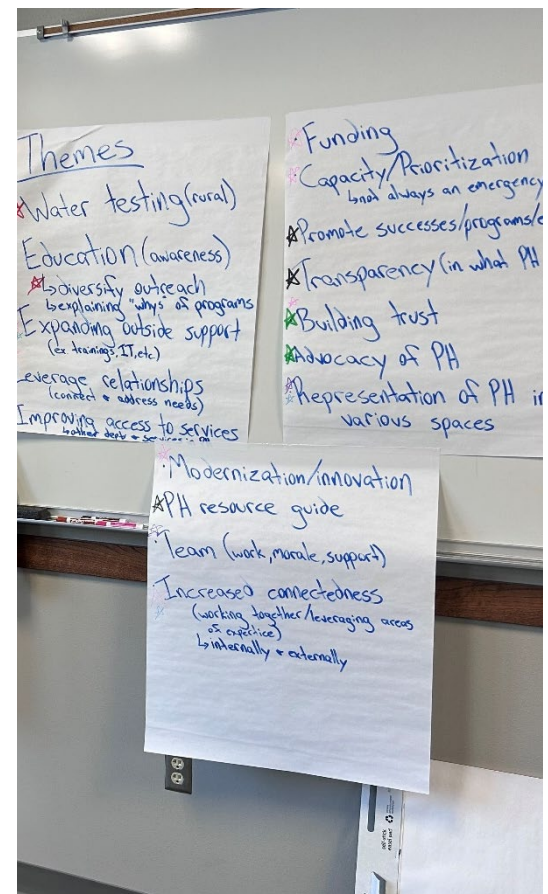 Themes
Water testing (rural)
Education (awareness)
↳ diversify outreach
↳ explaining "whys" of programs
Expanding outside support
(ex. trainings, IT, etc.)
Leverage relationships
(connect + address needs)
Improving access to services
↳ other dept +
• Funding
• Capacity/Prioritization
↳ not always an emergency
Promote successes/programs/
Transparency (in what PH
Building trust
Advocacy of PH
Representation of PH in
various spaces
• Modernization/innovation
PH resource guide
• Team (work, morale, support)
Increased connectedness
(working together/leveraging areas
of expertice)
↳ internally + externally